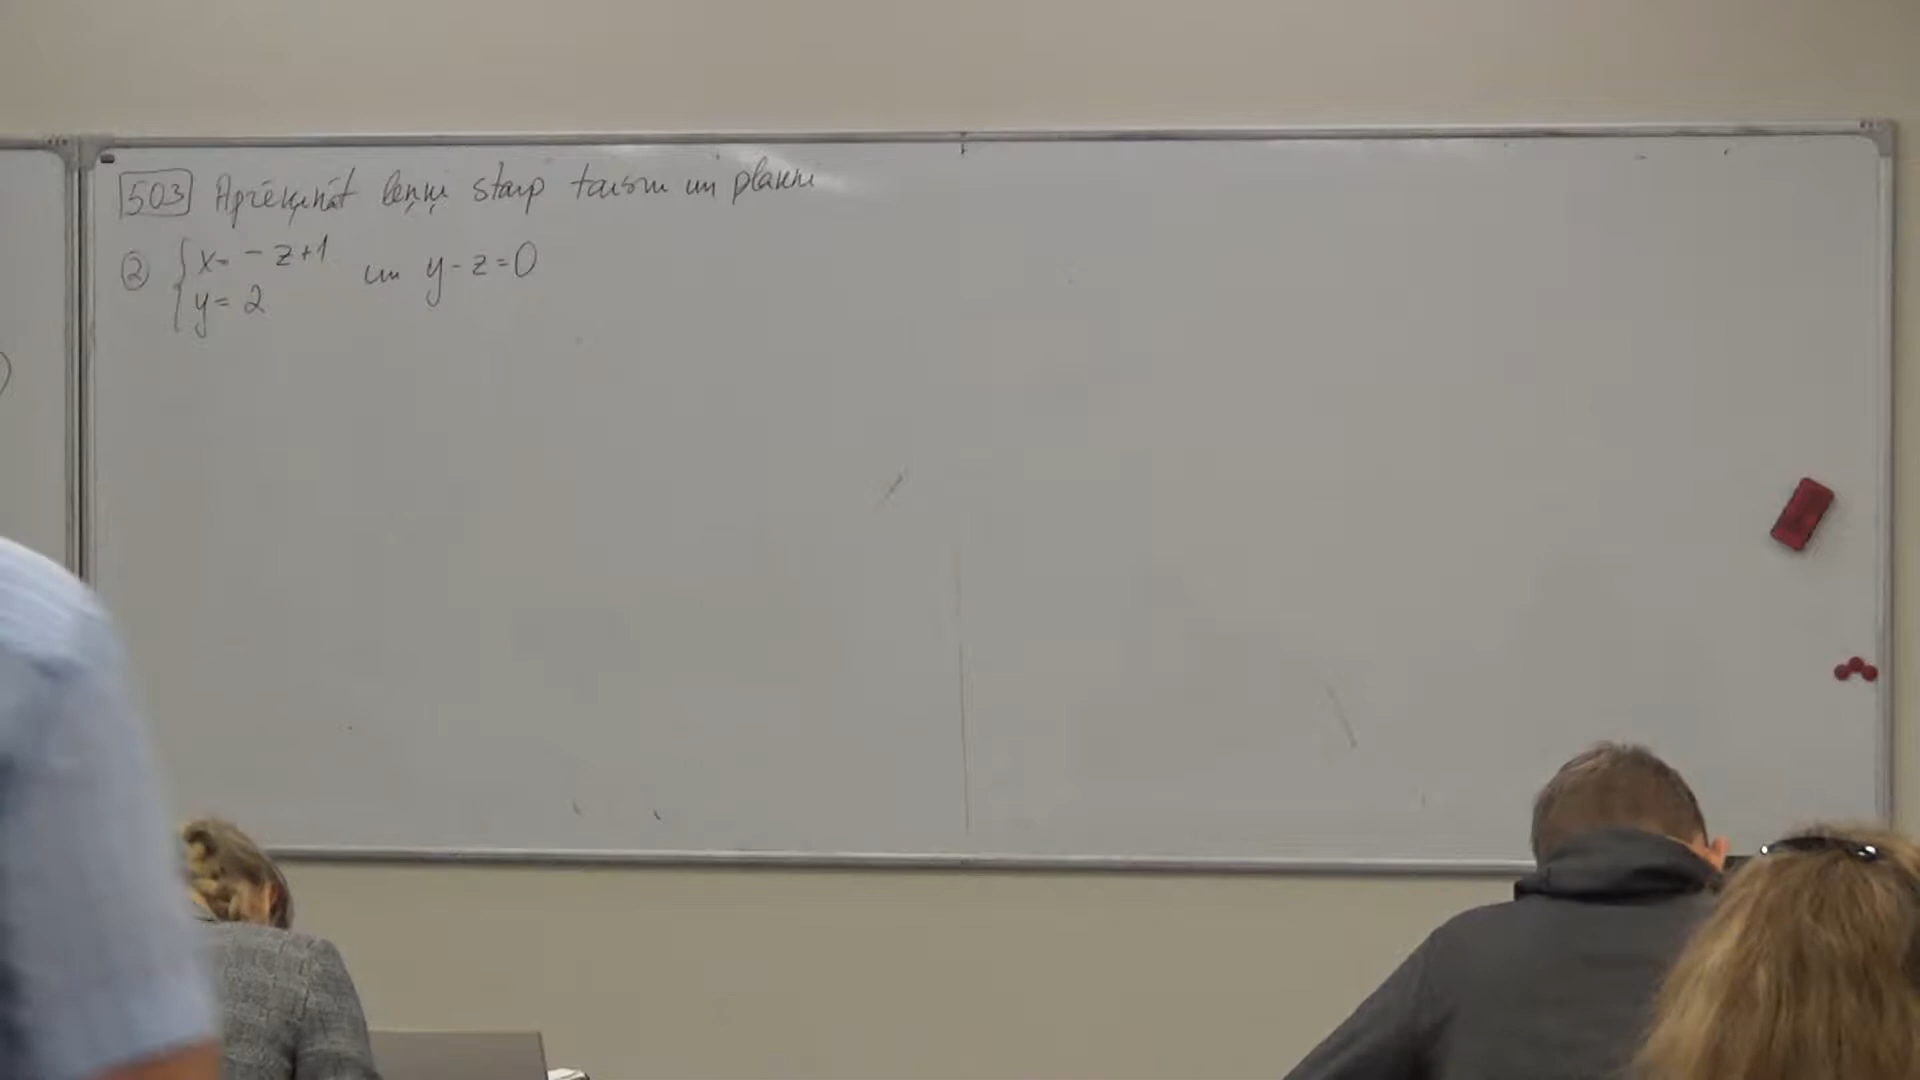 503 Aprēķināt leņķi starp taisni un plakni
② { x = - z + 1 un y - z = 0
y = 2